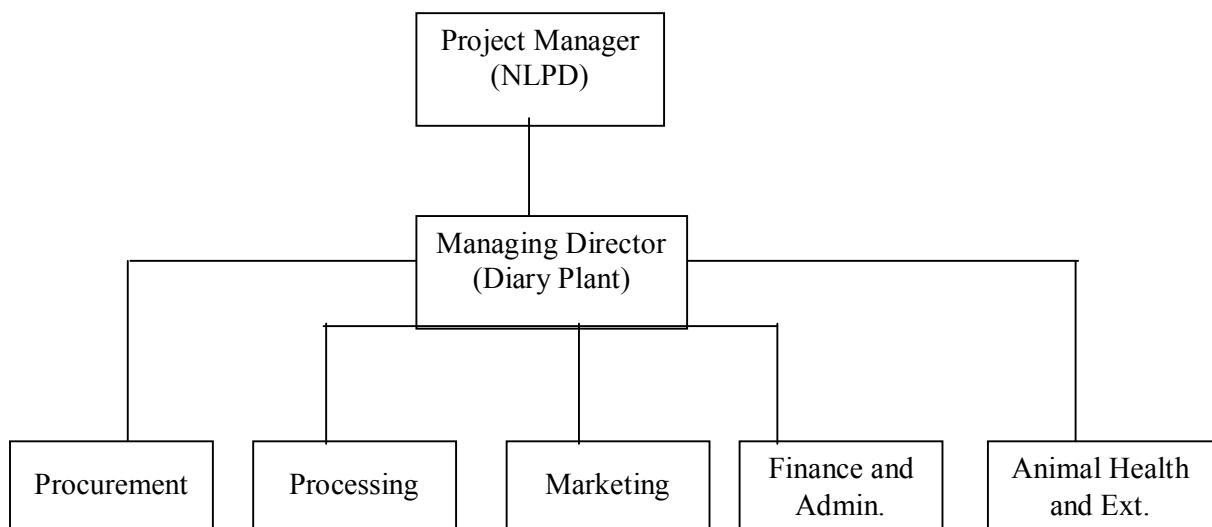 Project Manager
(NLPD)
Managing Director
(Diary Plant)
Procurement
Processing
Marketing
Finance and
Admin.
Animal Health
and Ext.